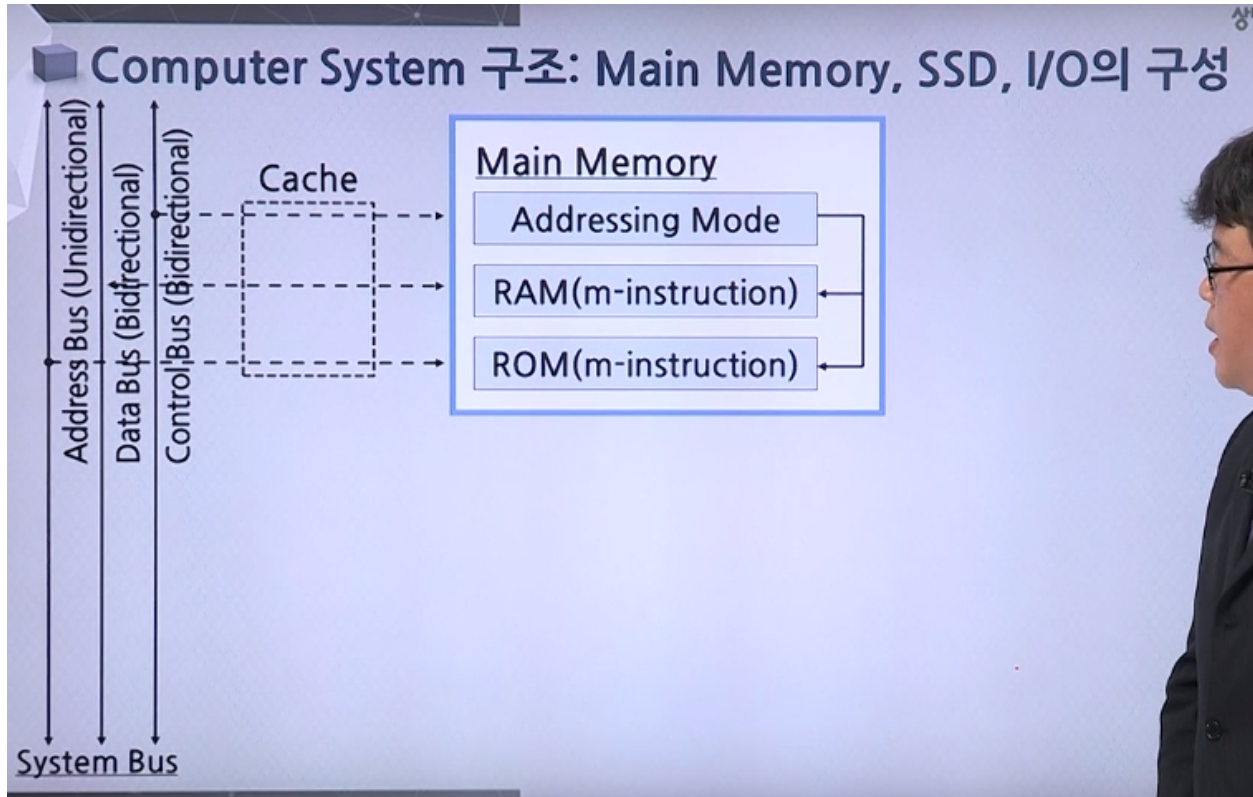 Computer System 구조: Main Memory, SSD, I/O의 구성
Address Bus (Unidirectional)
Data Bus (Bidirectional)
Control Bus (Bidirectional)
Cache
Main Memory
Addressing Mode
RAM(m-instruction)
ROM(m-instruction)
System Bus